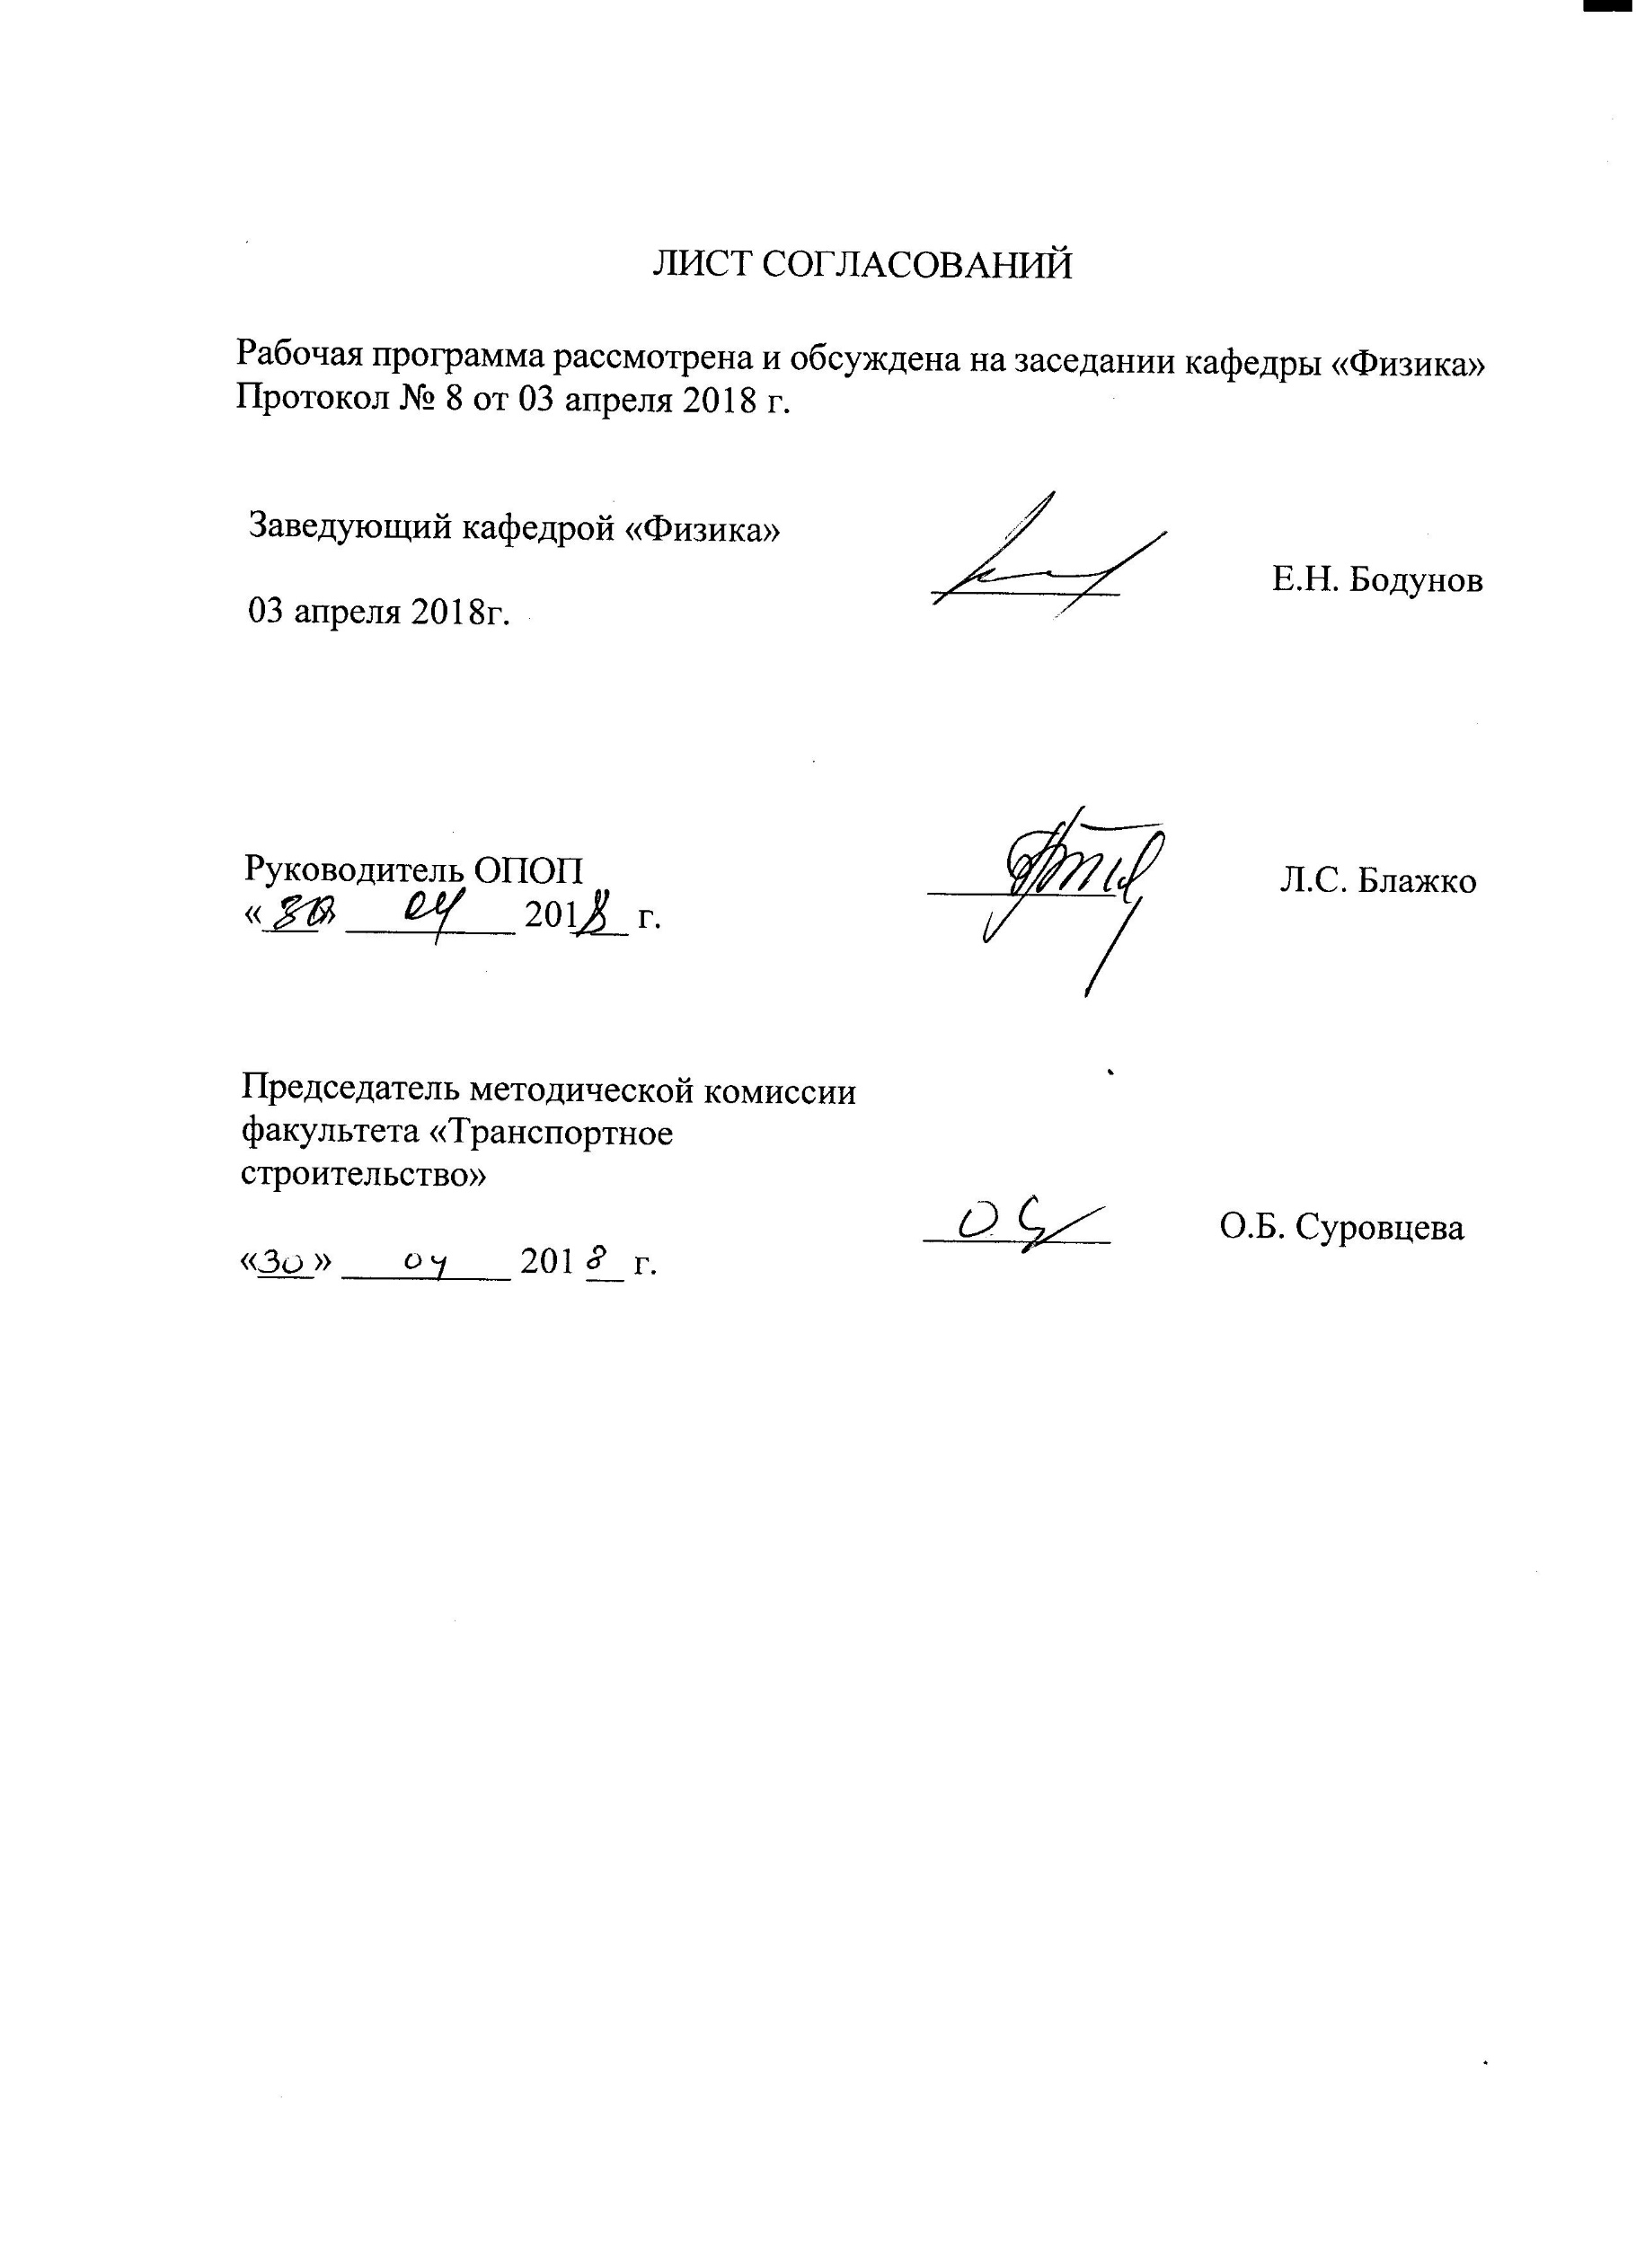 ЛИСТ СОГЛАСОВАНИЙ
Рабочая программа рассмотрена и обсуждена на заседании кафедры «Физика»
Протокол № 8 от 03 апреля 2018 г.
Заведующий кафедрой «Физика»
Е.Н. Бодунов
03 апреля 2018г.
Руководитель ОПОП
Л.С. Блажко
«30» 04 2018 г.
Председатель методической комиссии
факультета «Транспортное
строительство»
О.Б. Суровцева
«30» 04 2018 г.